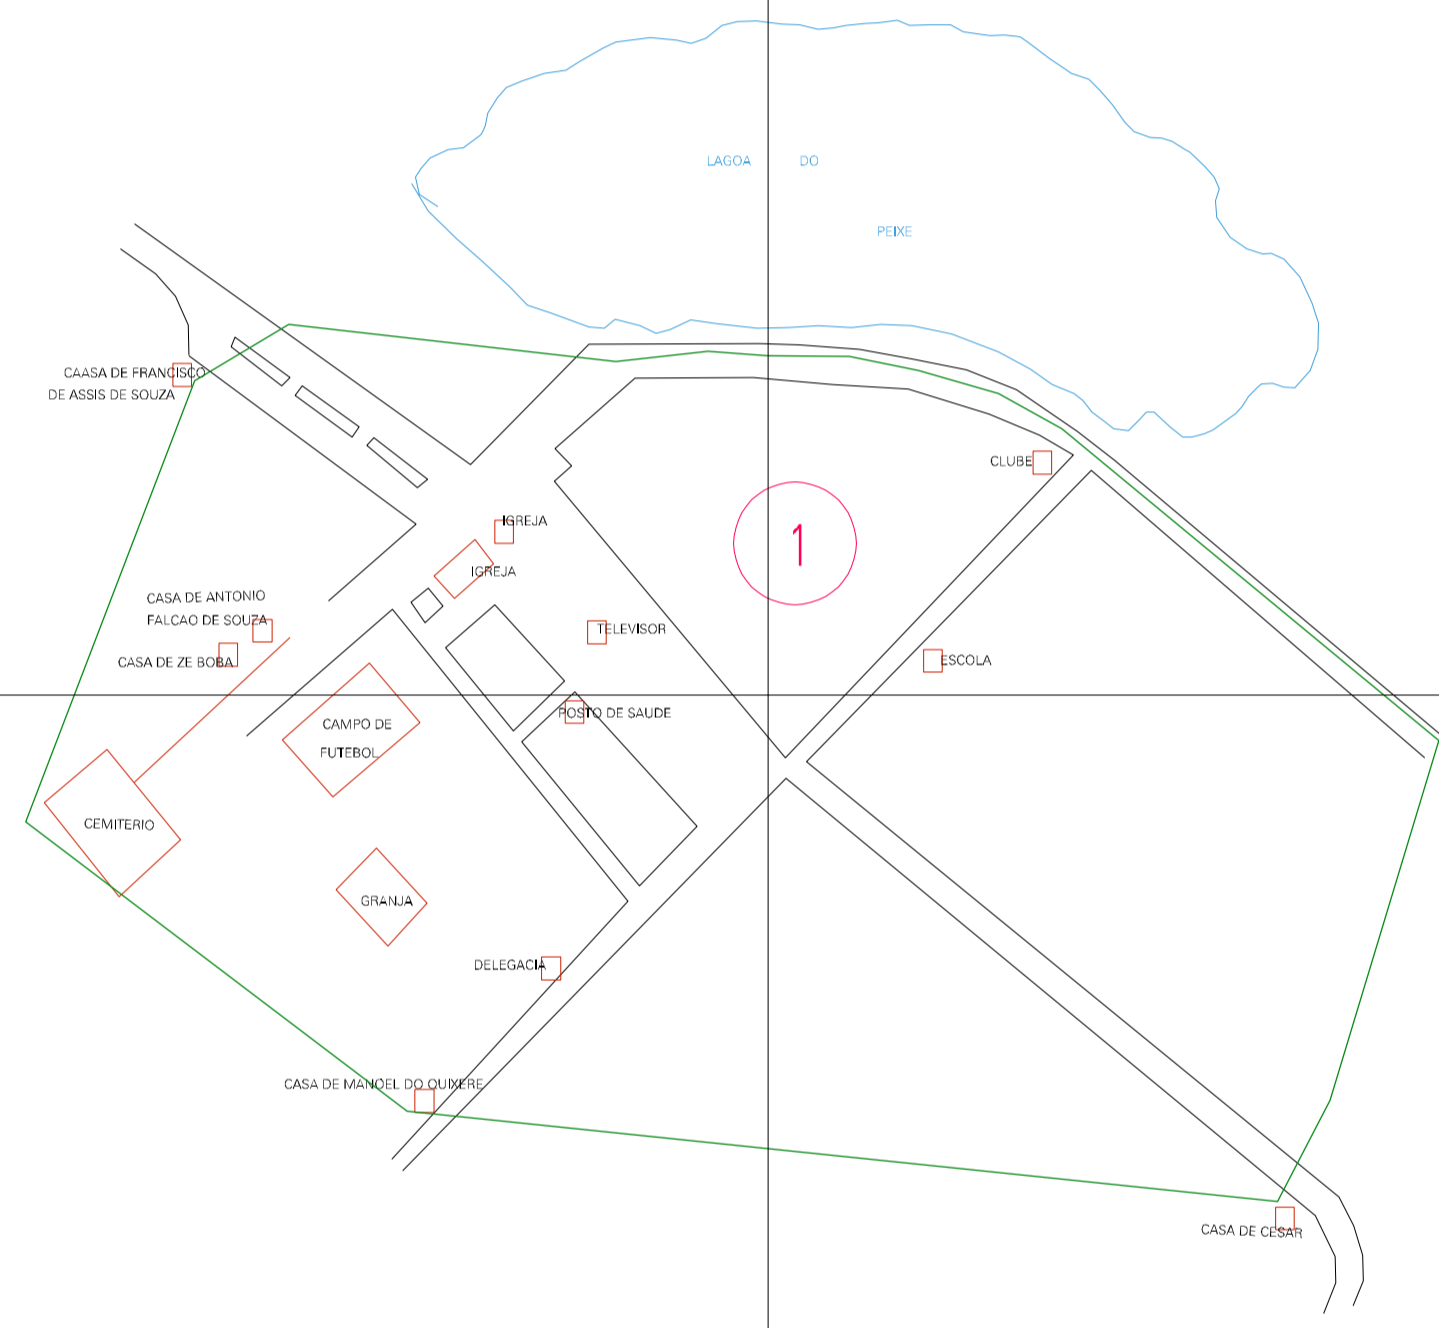 LAGOA DO
PEIXE
CAASA DE FRANCISCO
DE ASSIS DE SOUZA
CLUBE
IGREJA
1
IGREJA
CASA DE ANTONIO
FALCAO DE SOUZA
TELEVISOR
CASA DE ZE BOBA
ESCOLA
POSTO DE SAUDE
CAMPO DE
FUTEBOL
CEMITERIO
GRANJA
DELEGACIA
CASA DE MANOEL DO QUIXERE
CASA DE CESAR